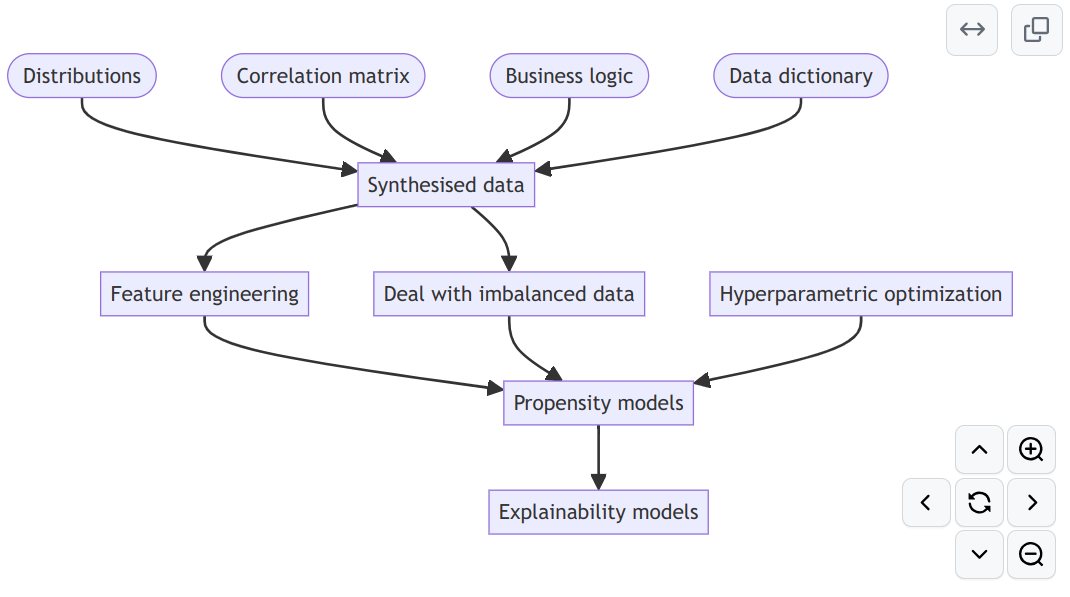 Distributions
Correlation matrix
Business logic
Data dictionary
Synthesised data
Feature engineering
Deal with imbalanced data
Hyperparametric optimization
Propensity models
Explainability models